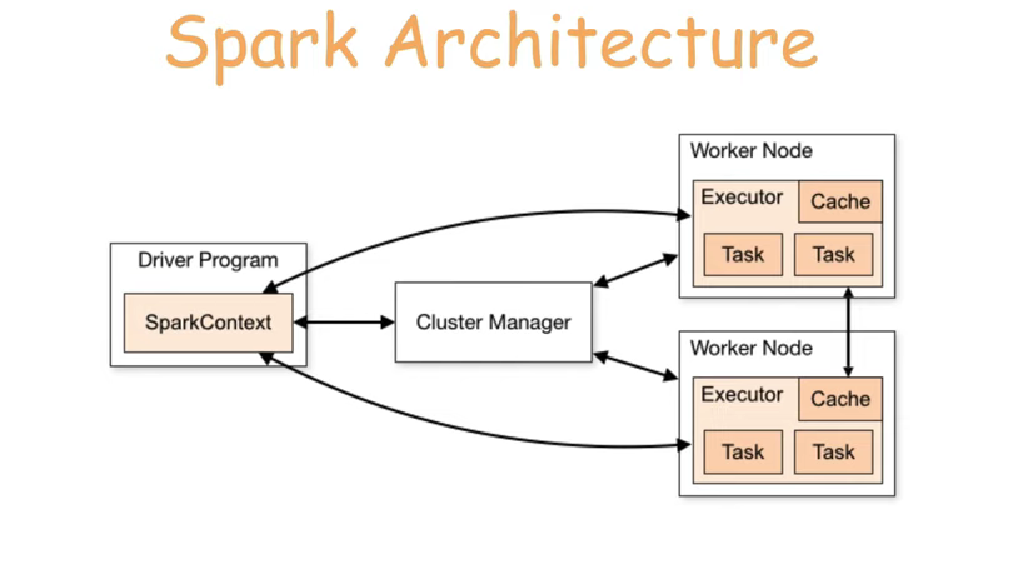 Spark Architecture
Driver Program
SparkContext
Cluster Manager
Worker Node
Executor
Cache
Task
Task
Worker Node
Executor
Cache
Task
Task